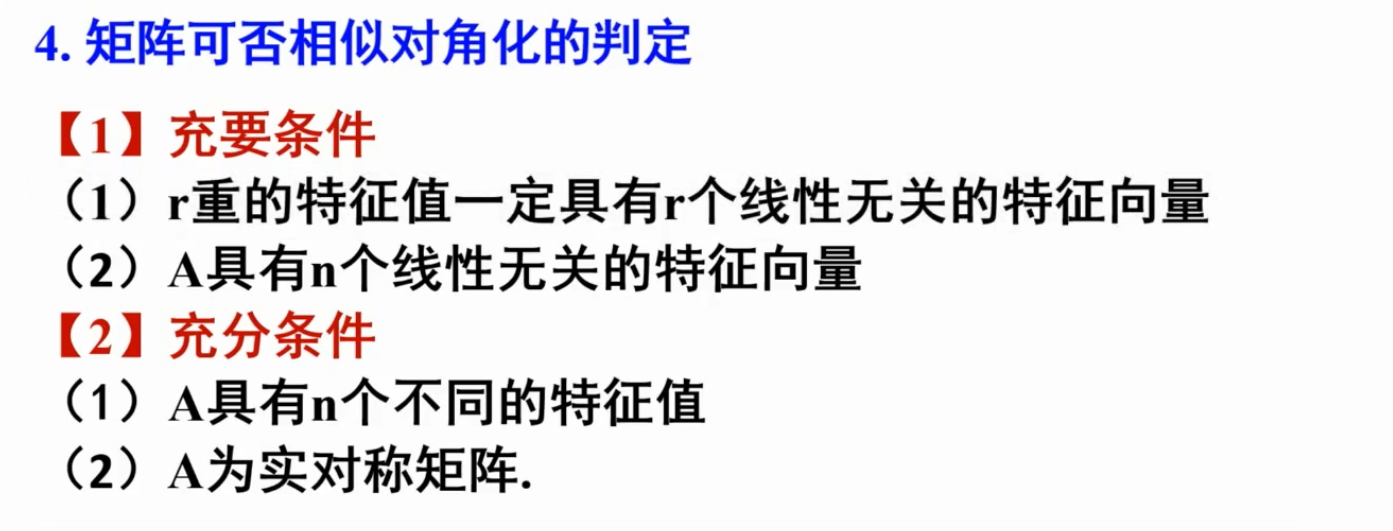 4. 矩阵可否相似对角化的判定
【1】充要条件
（1）r重的特征值一定具有r个线性无关的特征向量
（2）A具有n个线性无关的特征向量
【2】充分条件
（1）A具有n个不同的特征值
（2）A为实对称矩阵.